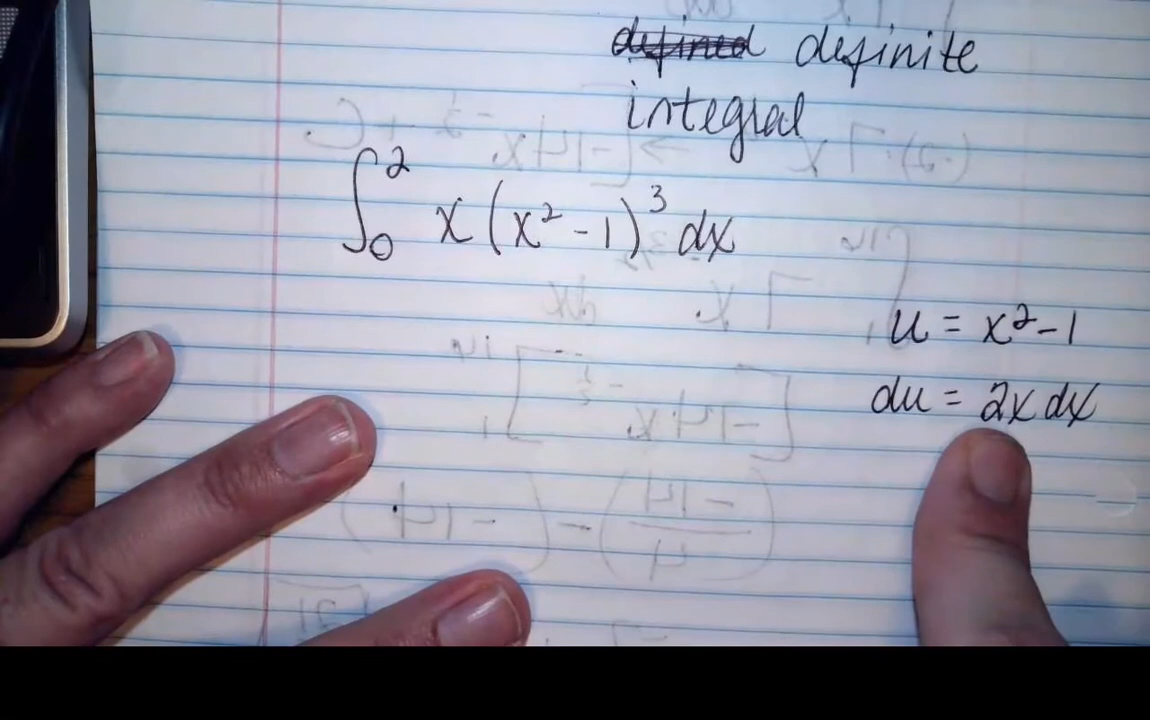 defined definite
integral
∫₀² x (x² - 1)³ dx
u = x² - 1
du = 2x dx